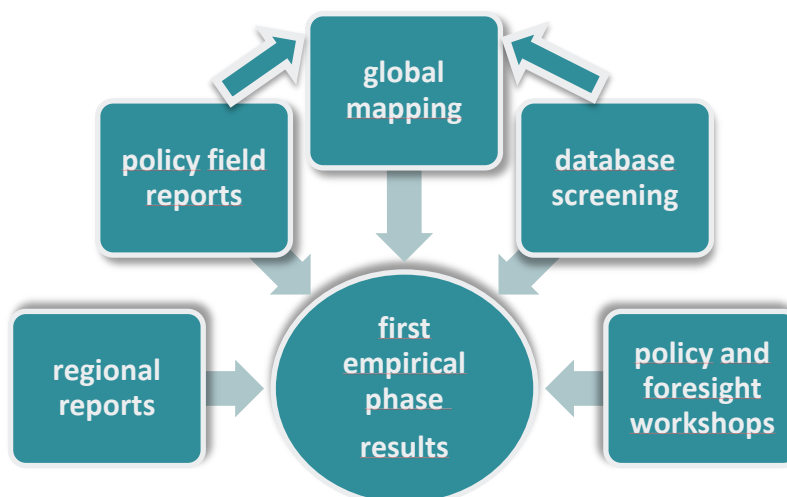 global
mapping
policy field
reports
database
screening
regional
reports
first
empirical
phase
results
policy and
foresight
workshops